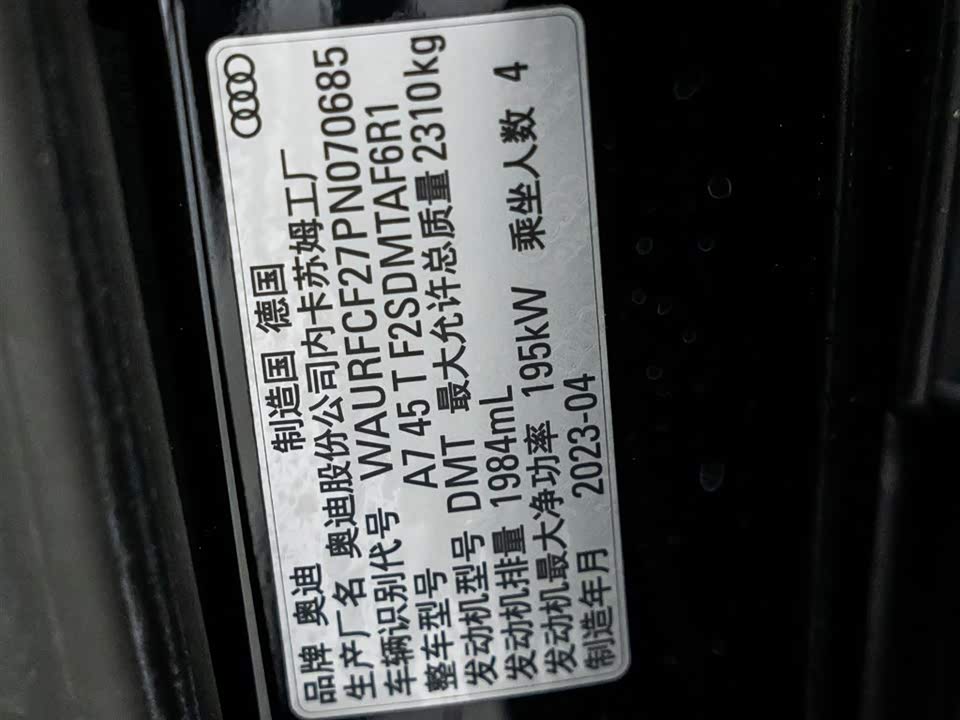 品牌 奥迪 制造国 德国
生产厂名 奥迪股份公司内卡苏姆工厂
车辆识别代号 WAURFCF27PN070685
整车型号 A7 45 T F2SDMTAF6R1
发动机型号 DMT 最大允许总质量 2310kg
发动机排量 1984mL
发动机最大净功率 195kW 乘坐人数 4
制造年月 2023-04